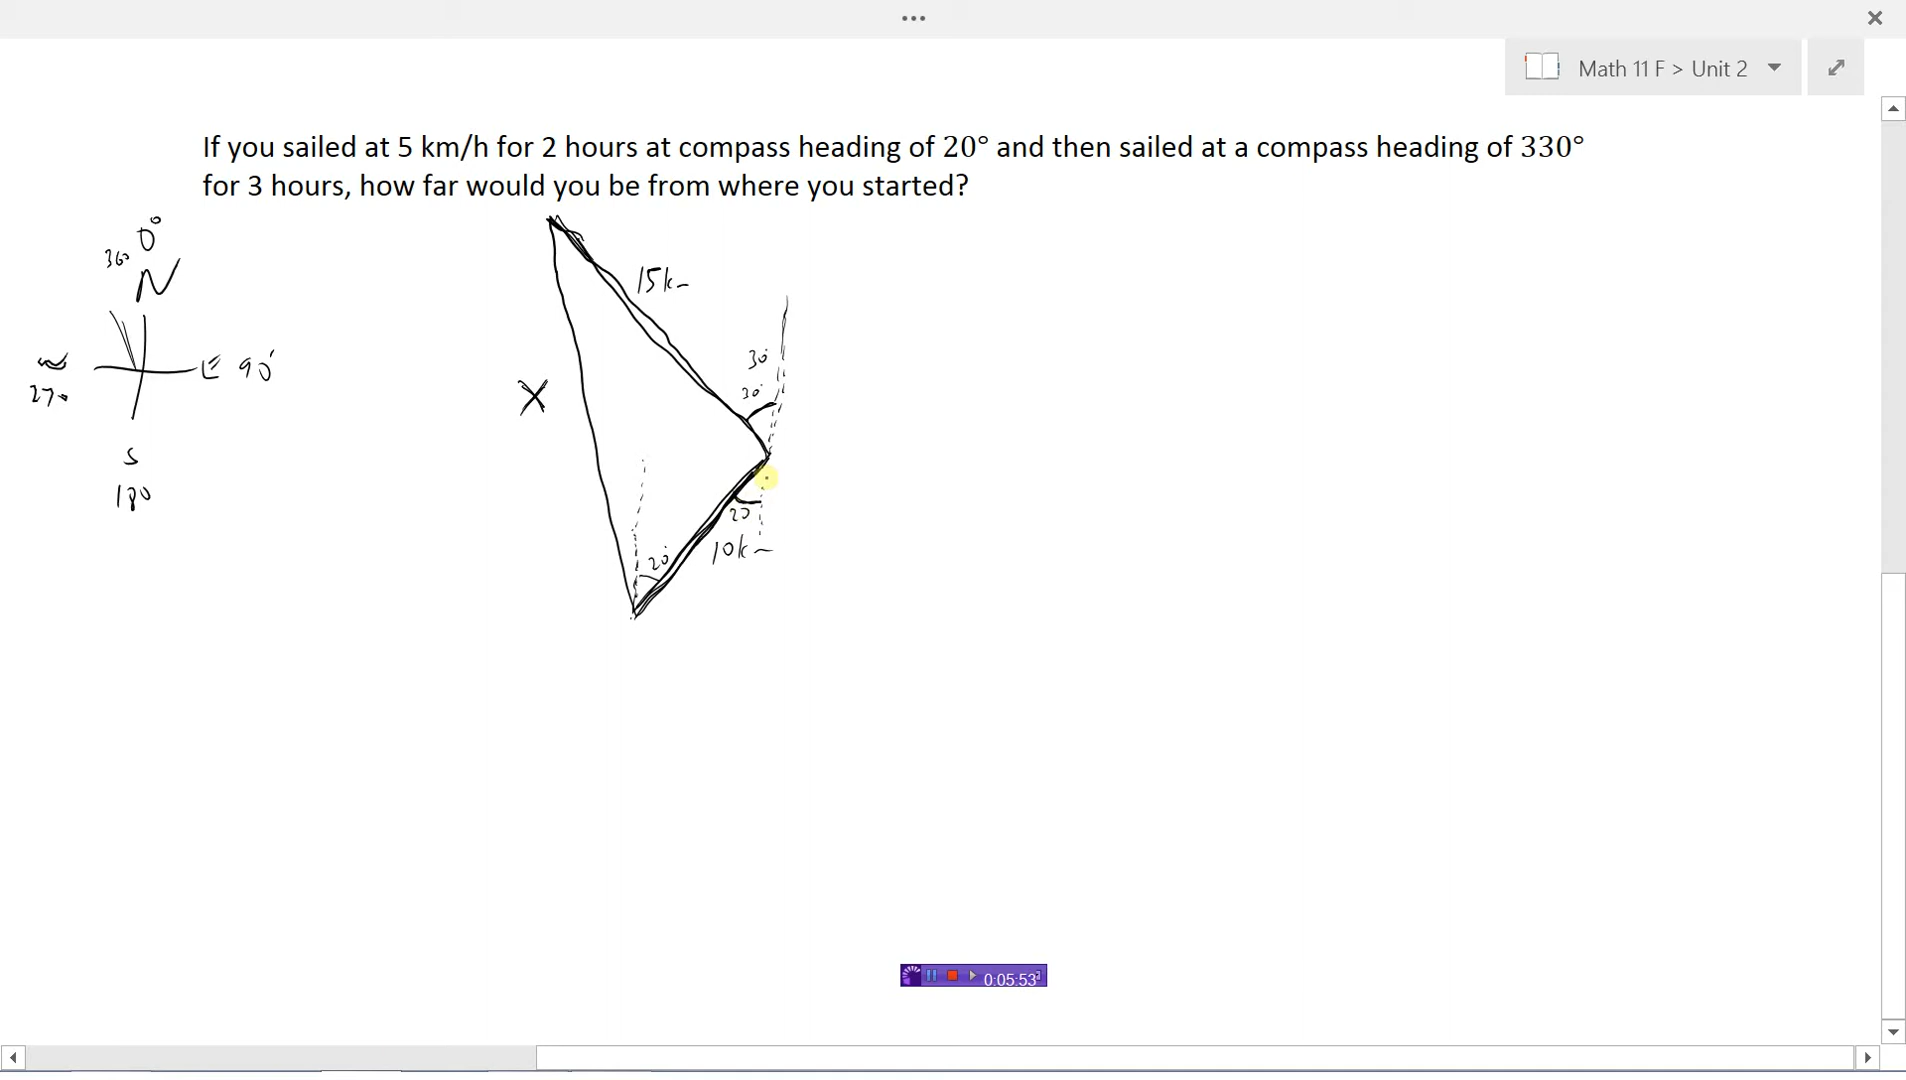 Math 11 F > Unit 2
If you sailed at 5 km/h for 2 hours at compass heading of 20° and then sailed at a compass heading of 330°
for 3 hours, how far would you be from where you started?
0°
360
N
W
E 90°
270
S
180
15km
30°
30°
X
20
20°
10km
0:05:53